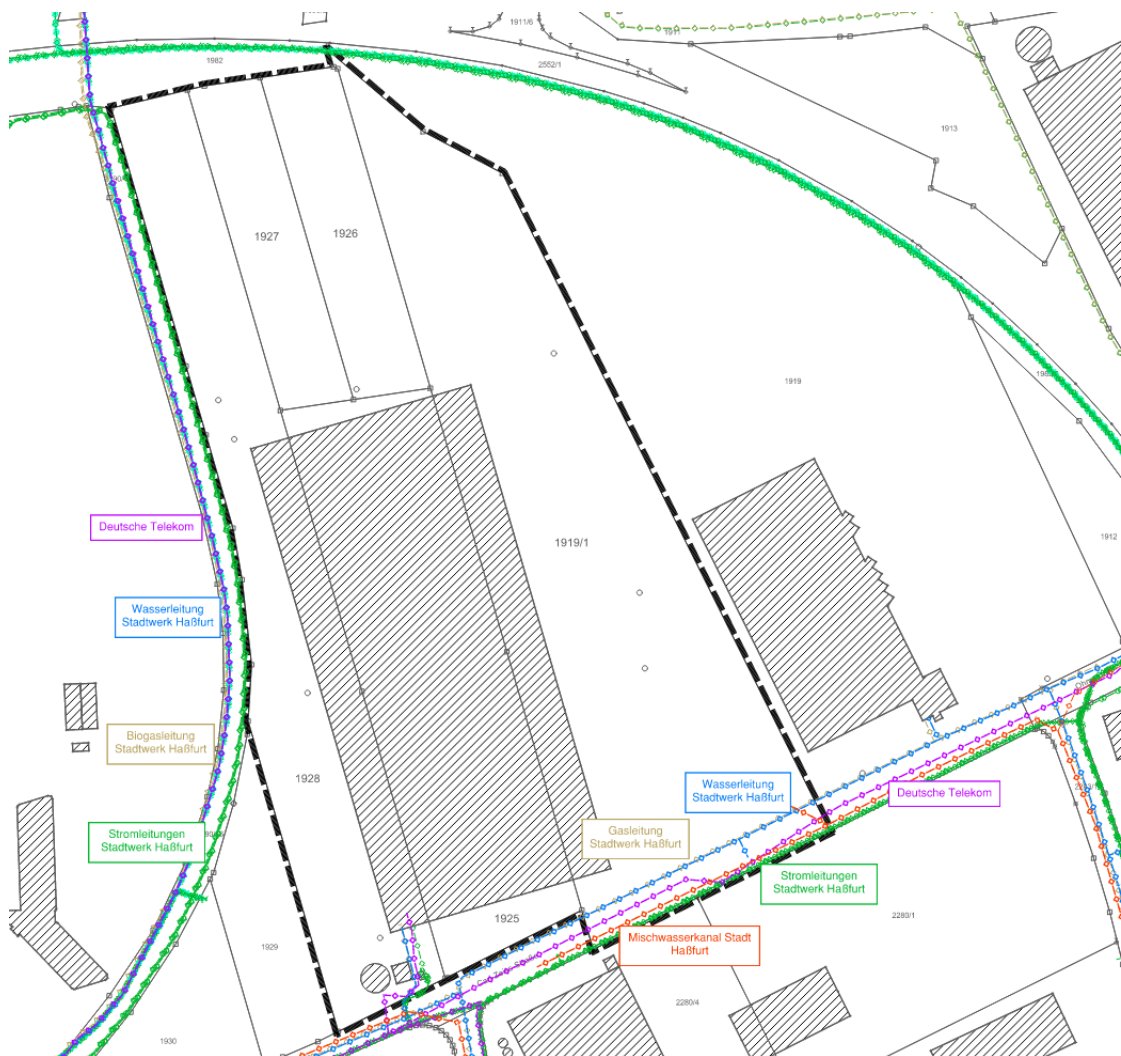 1911/6
1911
1982
2552/1
1913
1927
1926
1919
1919/1
1912
Deutsche Telekom
Wasserleitung
Stadtwerk Haßfurt
Biogasleitung
Stadtwerk Haßfurt
1928
Wasserleitung
Stadtwerk Haßfurt
Deutsche Telekom
Gasleitung
Stadtwerk Haßfurt
Stromleitungen
Stadtwerk Haßfurt
Stromleitungen
Stadtwerk Haßfurt
1925
2280/1
Mischwasserkanal Stadt
Haßfurt
1929
2280/4
1930